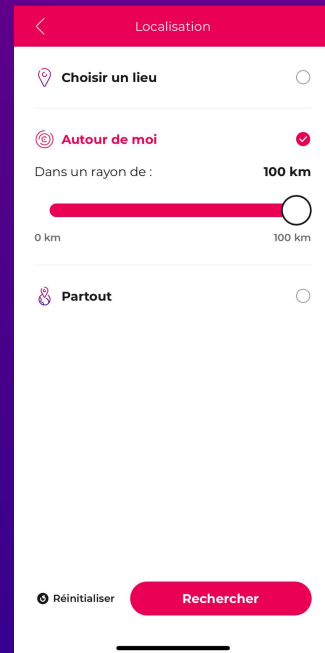 Localisation
Choisir un lieu
Autour de moi
Dans un rayon de : 100 km
0 km 100 km
Partout
Réinitialiser Rechercher